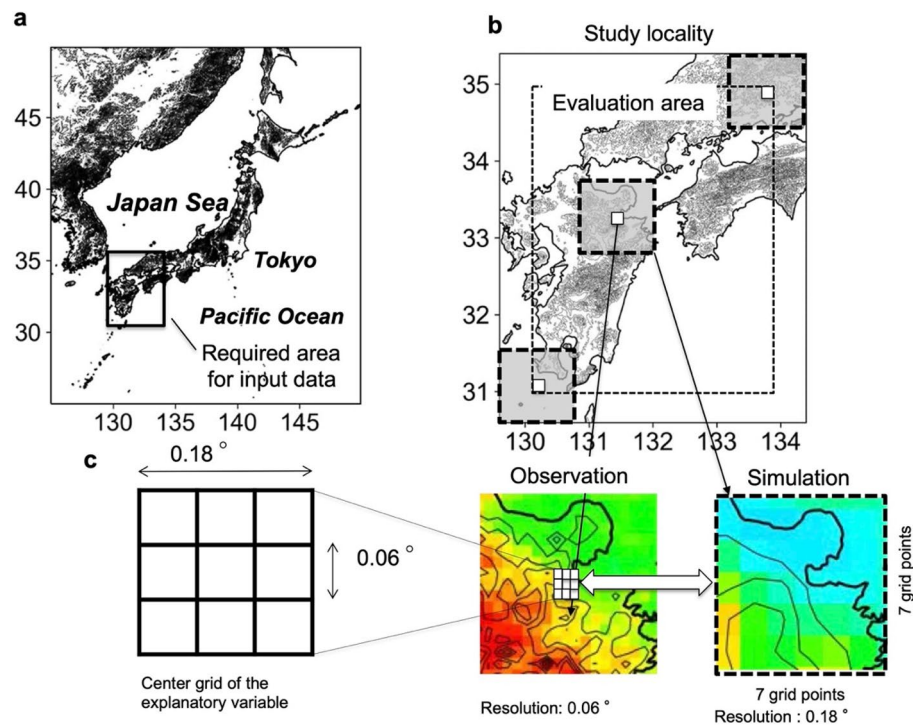 a
45
40
35
30
130
135
140
145
Japan Sea
Tokyo
Pacific Ocean
Required area
for input data
b
Study locality
Evaluation area
35
34
33
32
31
130
131
132
133
134
c
0.18 °
0.06 °
Center grid of the
explanatory variable
Observation
Resolution: 0.06 °
Simulation
7 grid points
7 grid points
Resolution : 0.18 °